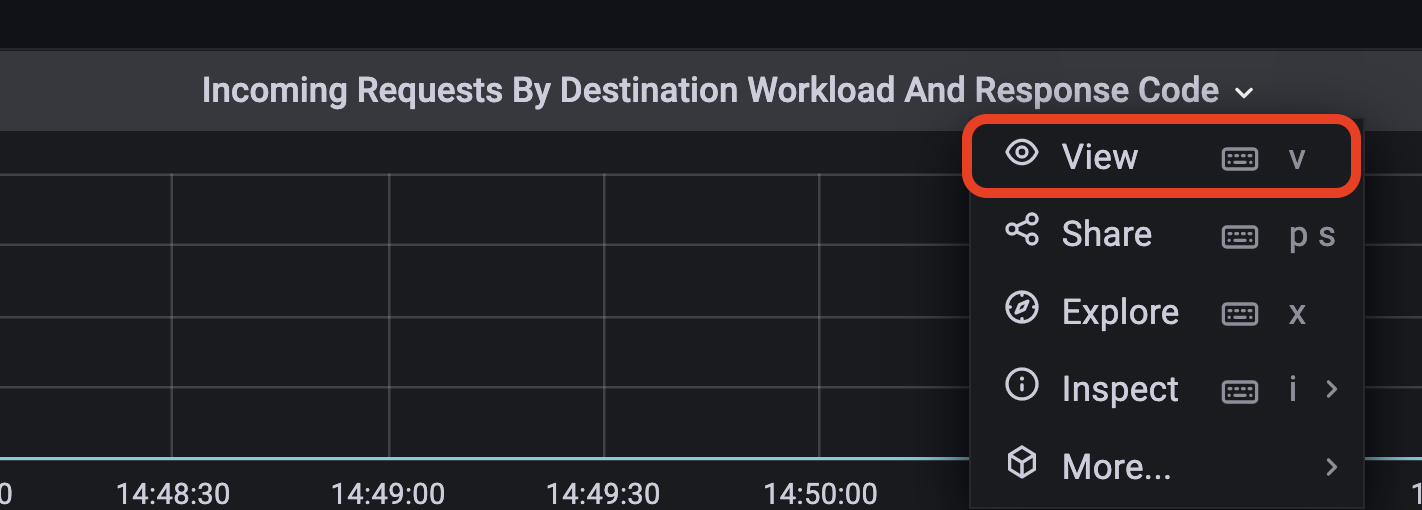 Incoming Requests By Destination Workload And Response Code
View v
Share p s
Explore x
Inspect i
More...
0 14:48:30 14:49:00 14:49:30 14:50:00 1